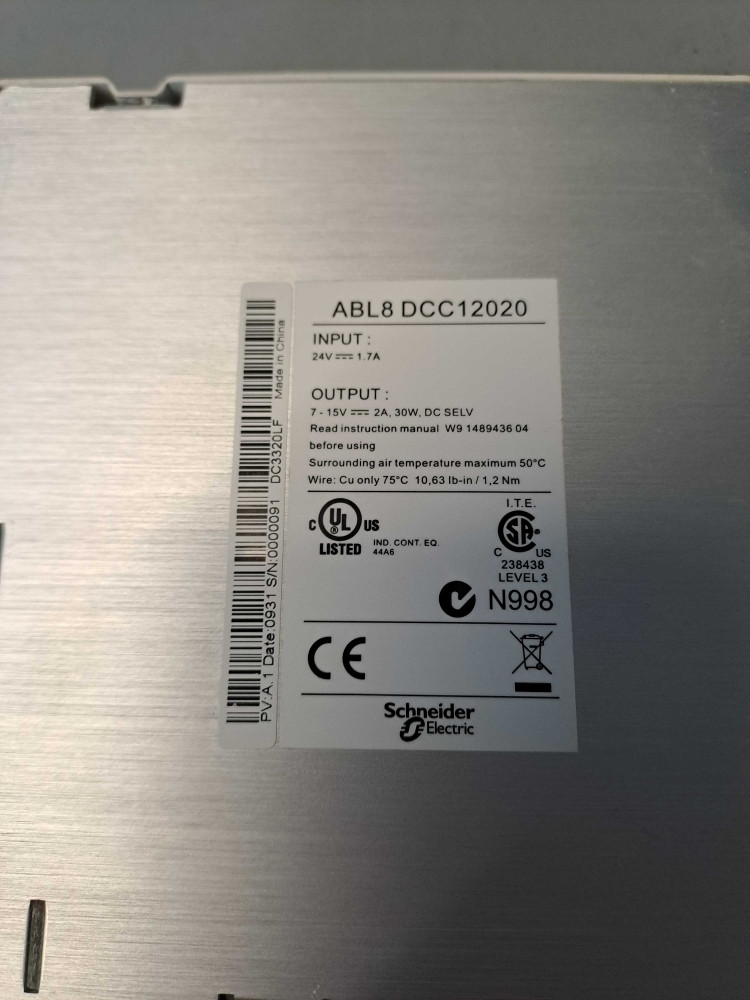 ABL8 DCC12020
INPUT :
24V ⎓ 1.7A
OUTPUT :
7 - 15V ⎓ 2A, 30W, DC SELV
Read instruction manual W9 1489436 04
before using
Surrounding air temperature maximum 50°C
Wire: Cu only 75°C 10,63 lb-in / 1,2 Nm
C UL US
®
LISTED
IND. CONT. EQ.
44A6
I.T.E.
SA
C US
238438
LEVEL 3
N998
CE
Schneider
Electric
PV:A.1 Date:0931 S/N:0000091 DC3320LF Made in China